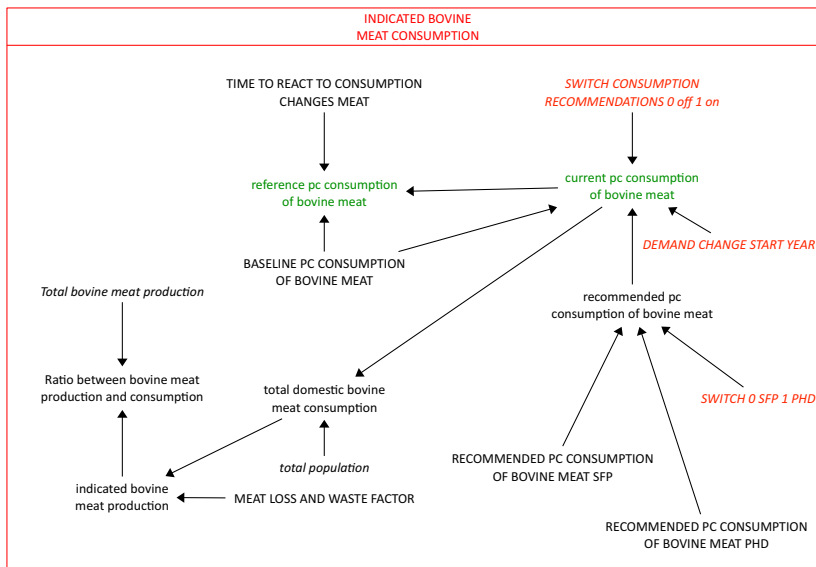 INDICATED BOVINE
MEAT CONSUMPTION
TIME TO REACT TO CONSUMPTION
CHANGES MEAT
SWITCH CONSUMPTION
RECOMMENDATIONS 0 off 1 on
reference pc consumption
of bovine meat
current pc consumption
of bovine meat
DEMAND CHANGE START YEAR
BASELINE PC CONSUMPTION
OF BOVINE MEAT
Total bovine meat production
recommended pc
consumption of bovine meat
Ratio between bovine meat
production and consumption
total domestic bovine
meat consumption
SWITCH 0 SFP 1 PHD
total population
RECOMMENDED PC CONSUMPTION
OF BOVINE MEAT SFP
indicated bovine
meat production
MEAT LOSS AND WASTE FACTOR
RECOMMENDED PC CONSUMPTION
OF BOVINE MEAT PHD